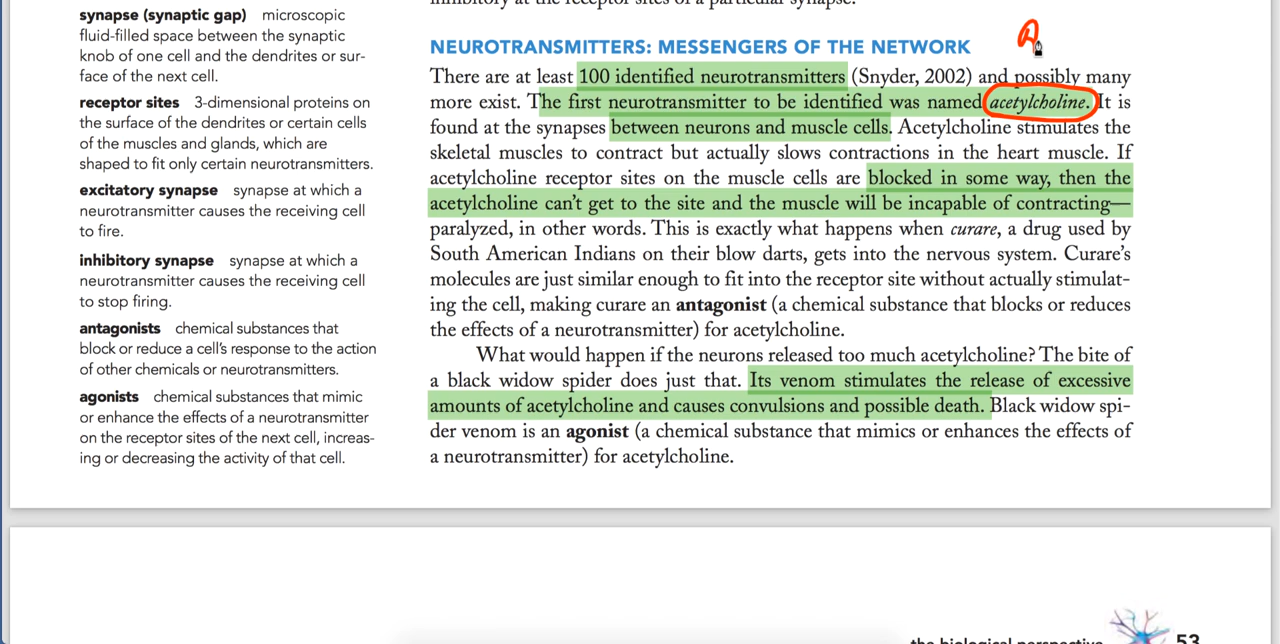 synapse (synaptic gap) microscopic
fluid-filled space between the synaptic
knob of one cell and the dendrites or sur-
face of the next cell.
receptor sites 3-dimensional proteins on
the surface of the dendrites or certain cells
of the muscles and glands, which are
shaped to fit only certain neurotransmitters.
excitatory synapse synapse at which a
neurotransmitter causes the receiving cell
to fire.
inhibitory synapse synapse at which a
neurotransmitter causes the receiving cell
to stop firing.
antagonists chemical substances that
block or reduce a cell's response to the action
of other chemicals or neurotransmitters.
agonists chemical substances that mimic
or enhance the effects of a neurotransmitter
on the receptor sites of the next cell, increas-
ing or decreasing the activity of that cell.
inhibitory at the receptor sites of a particular synapse.
NEUROTRANSMITTERS: MESSENGERS OF THE NETWORK
There are at least 100 identified neurotransmitters (Snyder, 2002) and possibly many
more exist. The first neurotransmitter to be identified was named acetylcholine. It is
found at the synapses between neurons and muscle cells. Acetylcholine stimulates the
skeletal muscles to contract but actually slows contractions in the heart muscle. If
acetylcholine receptor sites on the muscle cells are blocked in some way, then the
acetylcholine can't get to the site and the muscle will be incapable of contracting—
paralyzed, in other words. This is exactly what happens when curare, a drug used by
South American Indians on their blow darts, gets into the nervous system. Curare's
molecules are just similar enough to fit into the receptor site without actually stimulat-
ing the cell, making curare an antagonist (a chemical substance that blocks or reduces
the effects of a neurotransmitter) for acetylcholine.
What would happen if the neurons released too much acetylcholine? The bite of
a black widow spider does just that. Its venom stimulates the release of excessive
amounts of acetylcholine and causes convulsions and possible death. Black widow spi-
der venom is an agonist (a chemical substance that mimics or enhances the effects of
a neurotransmitter) for acetylcholine.
the biological perspective 53